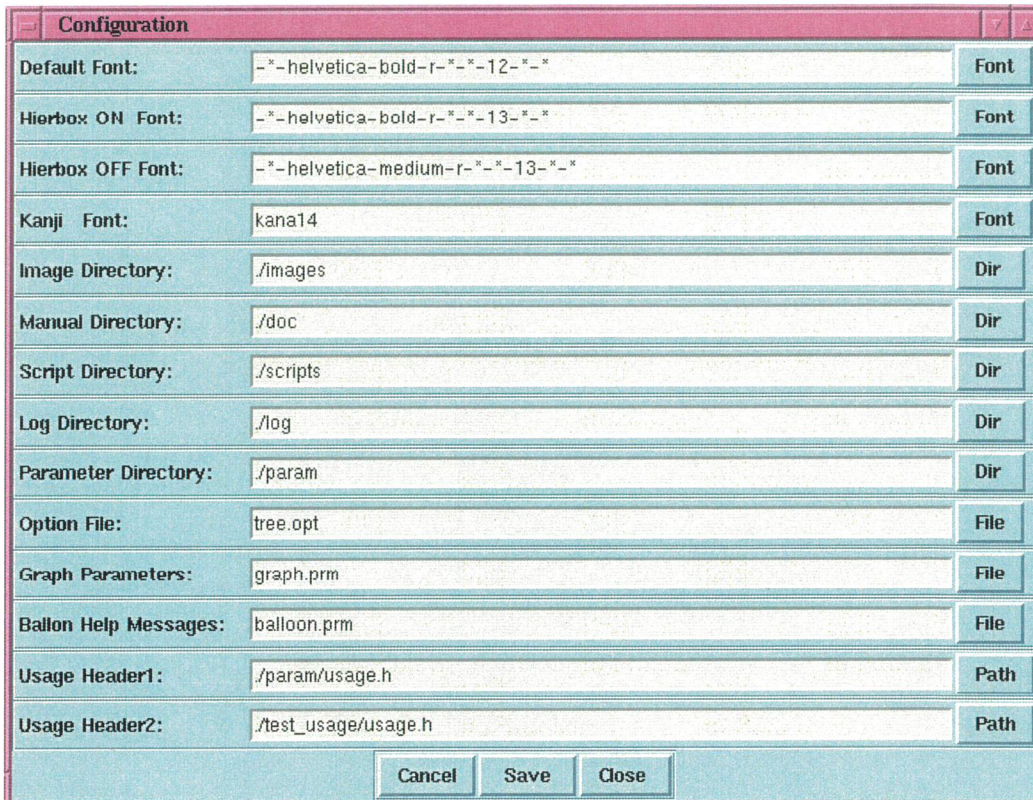 Configuration
Default Font: -*-helvetica-bold-r-*-*-12-*-* Font
Hierbox ON Font: -*-helvetica-bold-r-*-*-13-*-* Font
Hierbox OFF Font: -*-helvetica-medium-r-*-*-13-*-* Font
Kanji Font: kana14 Font
Image Directory: ./images Dir
Manual Directory: ./doc Dir
Script Directory: ./scripts Dir
Log Directory: ./log Dir
Parameter Directory: ./param Dir
Option File: tree.opt File
Graph Parameters: graph.prm File
Ballon Help Messages: balloon.prm File
Usage Header1: ./param/usage.h Path
Usage Header2: ./test_usage/usage.h Path
Cancel Save Close